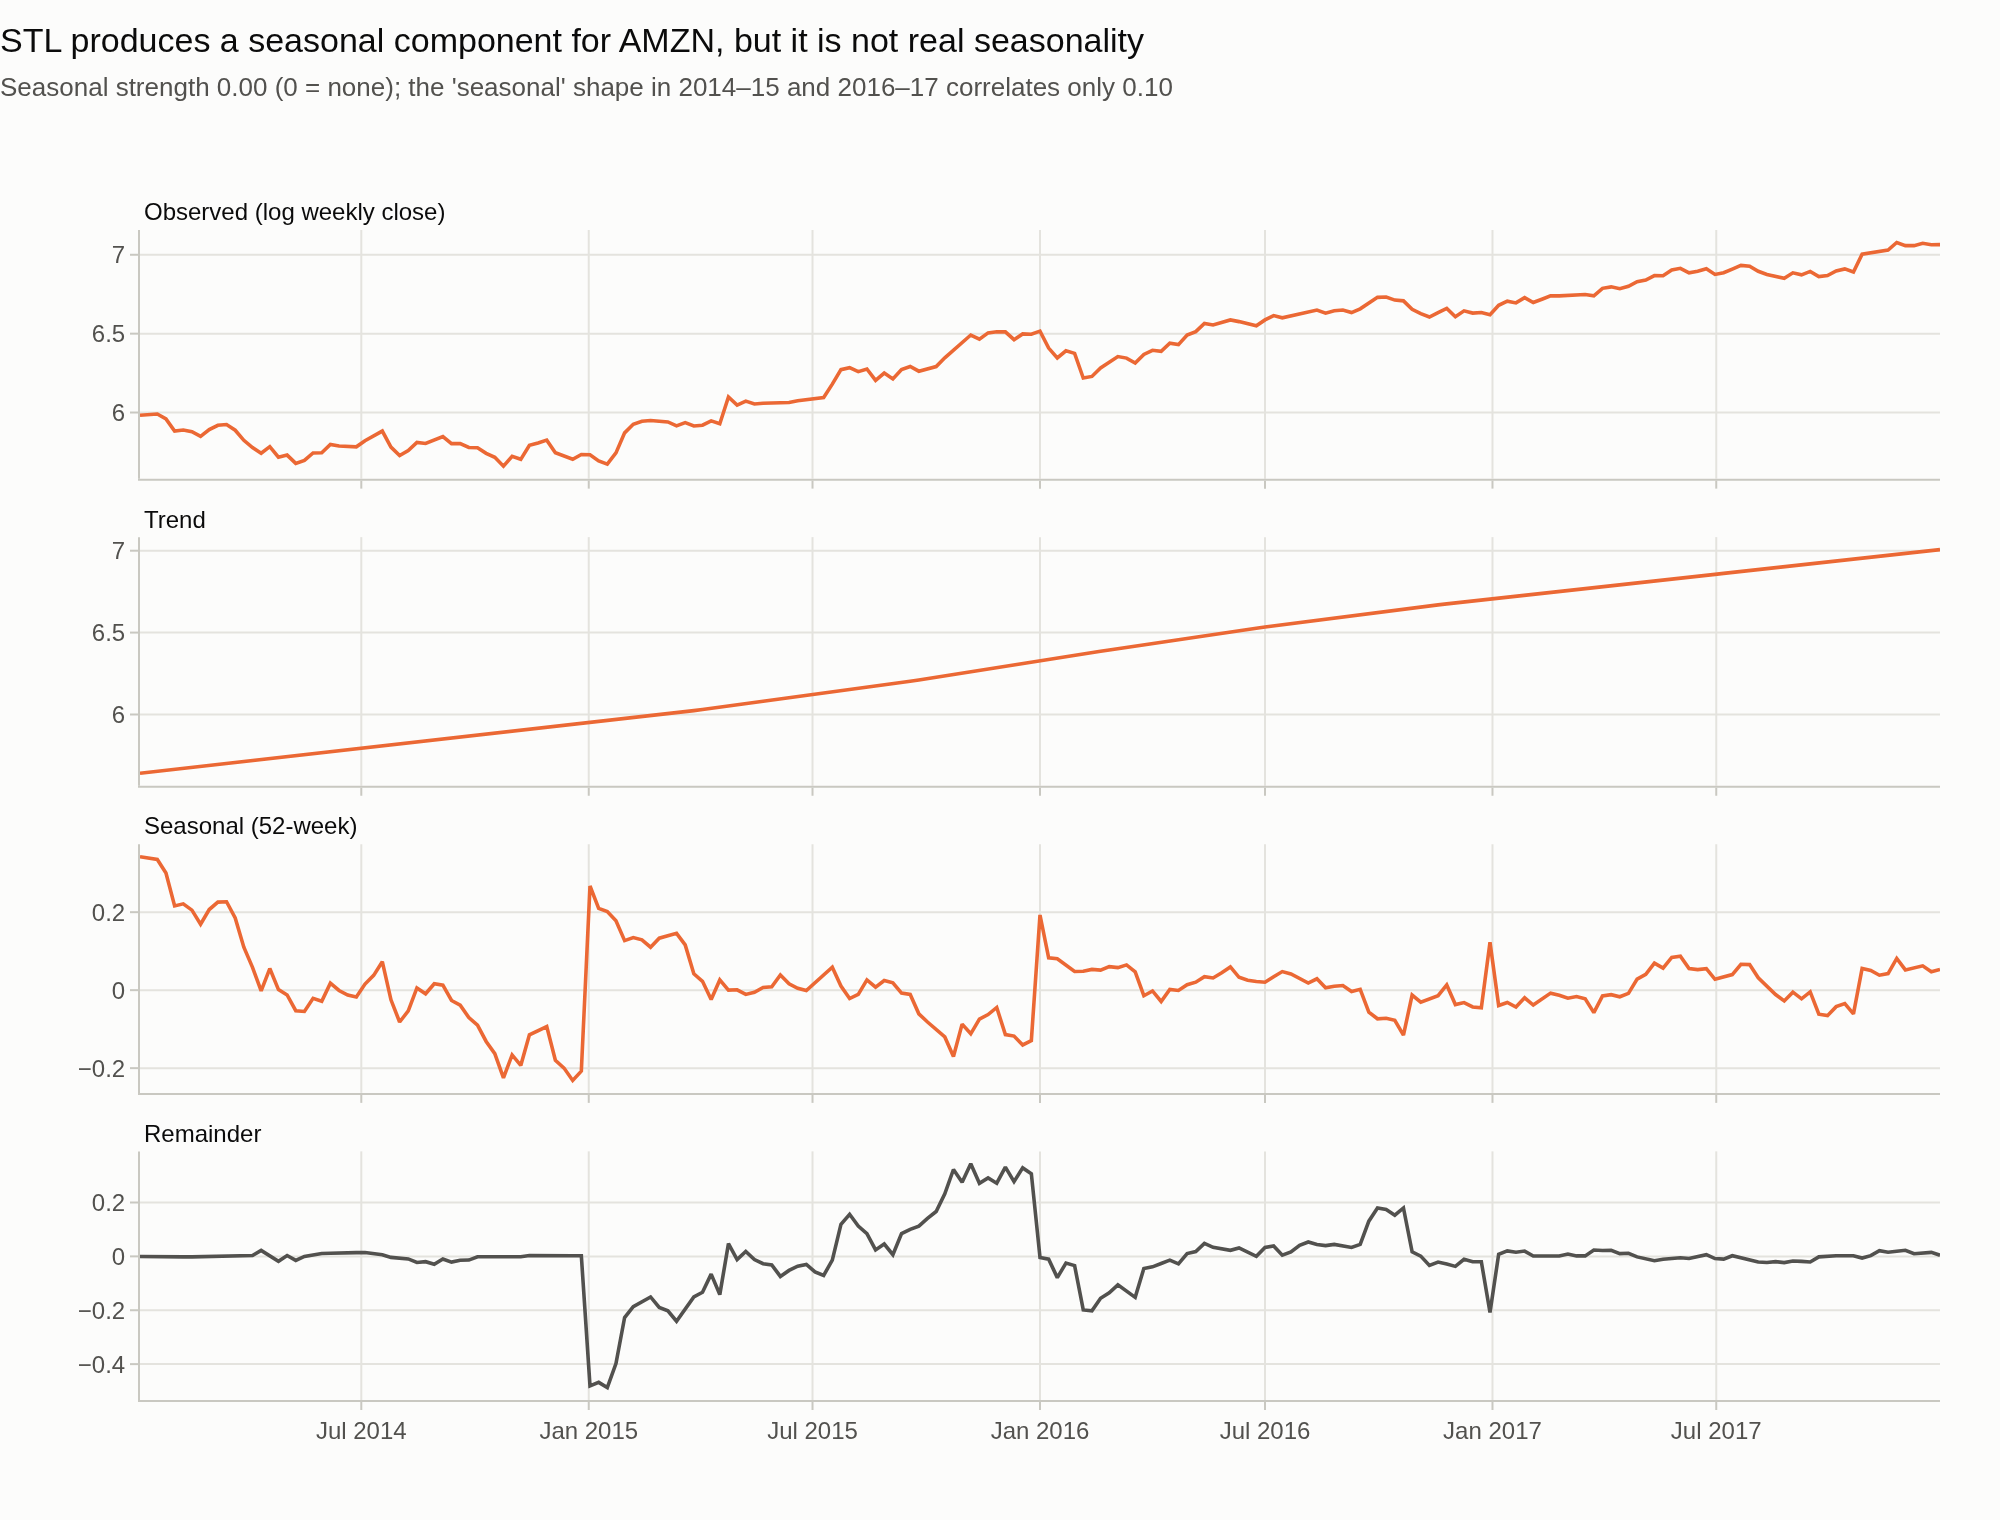 STL produces a seasonal component for AMZN, but it is not real seasonality
Seasonal strength 0.00 (0 = none); the 'seasonal' shape in 2014–15 and 2016–17 correlates only 0.10
Observed (log weekly close)
7
6.5
6
Trend
7
6.5
6
Seasonal (52-week)
0.2
0
−0.2
Remainder
0.2
0
−0.2
−0.4
Jul 2014 Jan 2015 Jul 2015 Jan 2016 Jul 2016 Jan 2017 Jul 2017